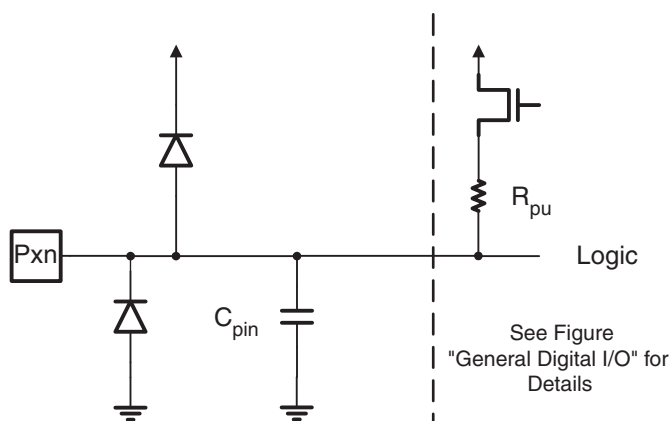 R_pu
Pxn
Logic
C_pin
See Figure
"General Digital I/O" for
Details